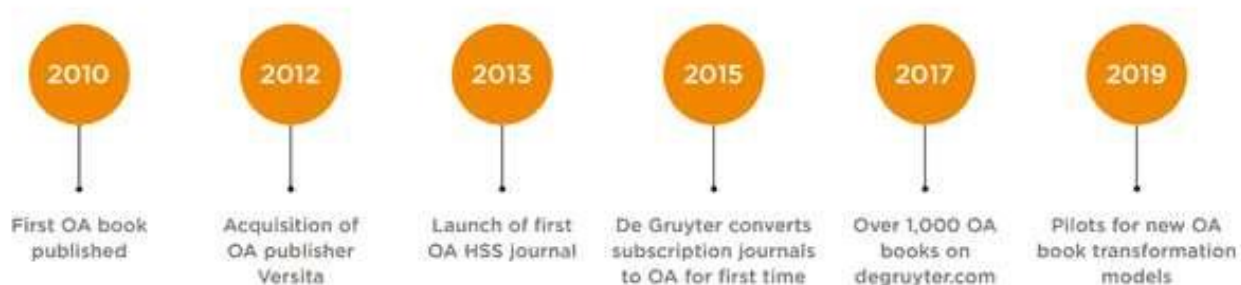 2010
2012
2013
2015
2017
2019
First OA book
published
Acquisition of
OA publisher
Versita
Launch of first
OA HSS journal
De Gruyter converts
subscription journals
to OA for first time
Over 1,000 OA
books on
degruyter.com
Pilots for new OA
book transformation
models